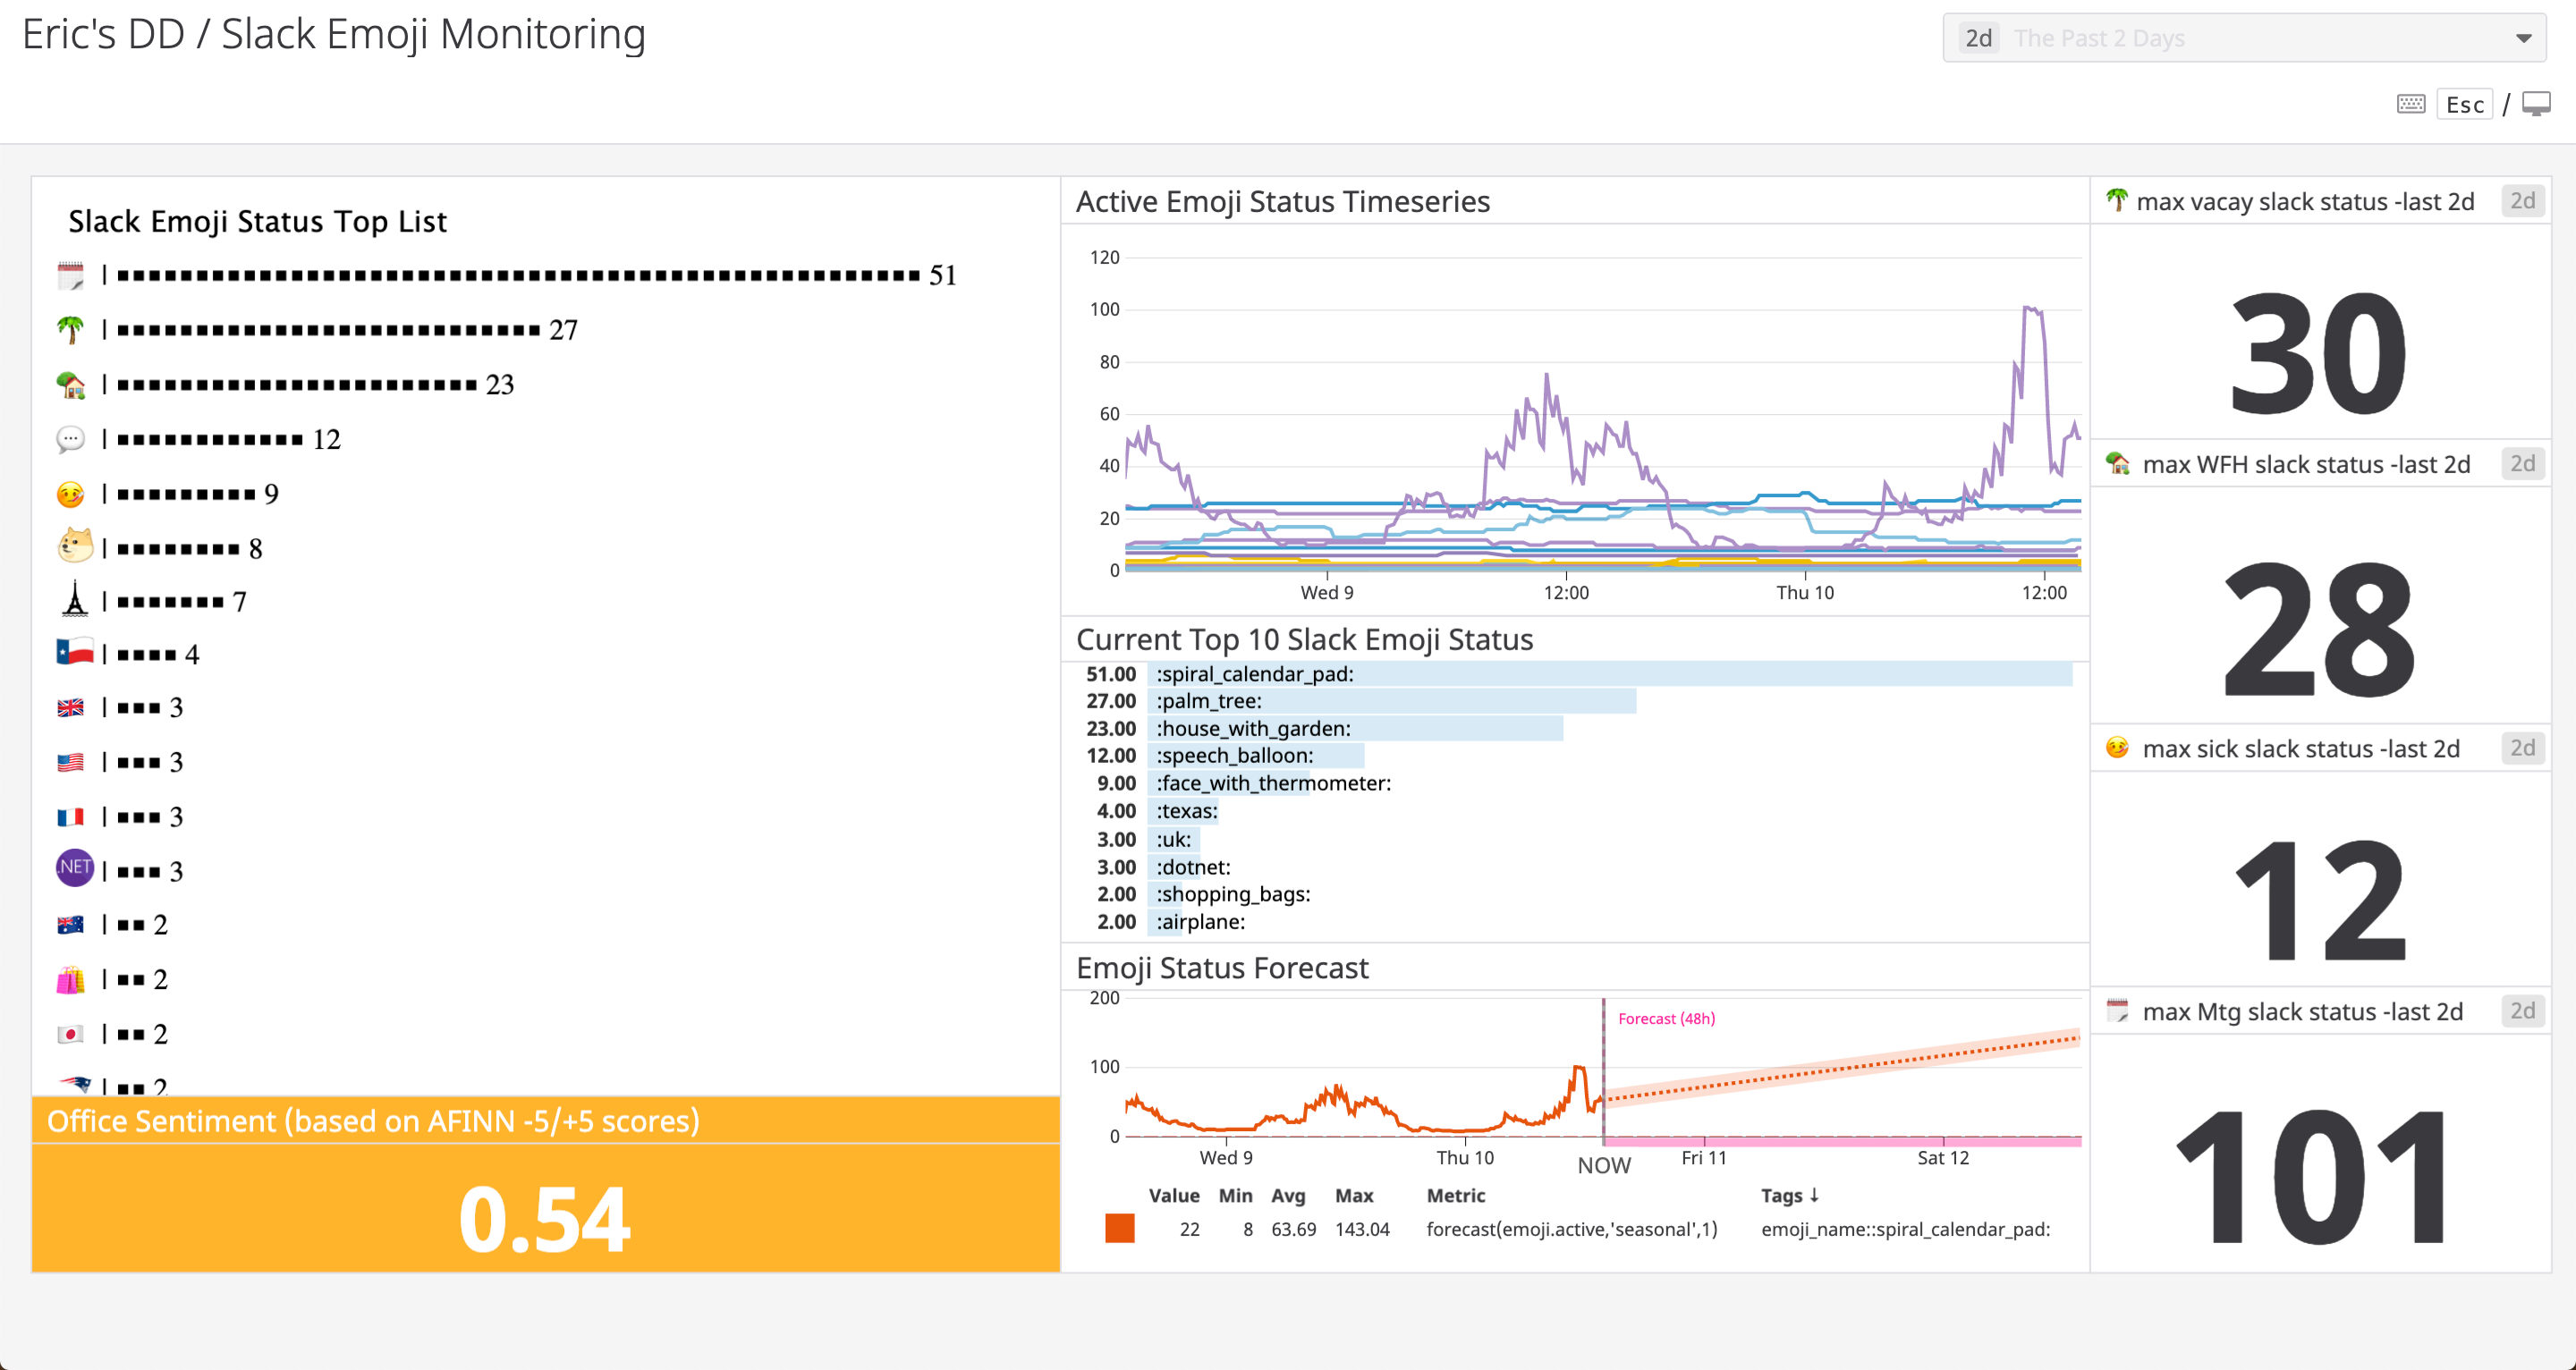 Eric's DD / Slack Emoji Monitoring
2d The Past 2 Days
Esc /
Slack Emoji Status Top List
51
27
23
12
9
8
7
4
3
3
3
.NET 3
2
2
2
2
Office Sentiment (based on AFINN -5/+5 scores)
0.54
Active Emoji Status Timeseries
120
100
80
60
40
20
0
Wed 9 12:00 Thu 10 12:00
Current Top 10 Slack Emoji Status
51.00 :spiral_calendar_pad:
27.00 :palm_tree:
23.00 :house_with_garden:
12.00 :speech_balloon:
9.00 :face_with_thermometer:
4.00 :texas:
3.00 :uk:
3.00 :dotnet:
2.00 :shopping_bags:
2.00 :airplane:
Emoji Status Forecast
200
100
0
Forecast (48h)
Wed 9 Thu 10 NOW Fri 11 Sat 12
Value Min Avg Max Metric Tags ↓
22 8 63.69 143.04 forecast(emoji.active,'seasonal',1) emoji_name::spiral_calendar_pad:
max vacay slack status -last 2d 2d
30
max WFH slack status -last 2d 2d
28
max sick slack status -last 2d 2d
12
max Mtg slack status -last 2d 2d
101